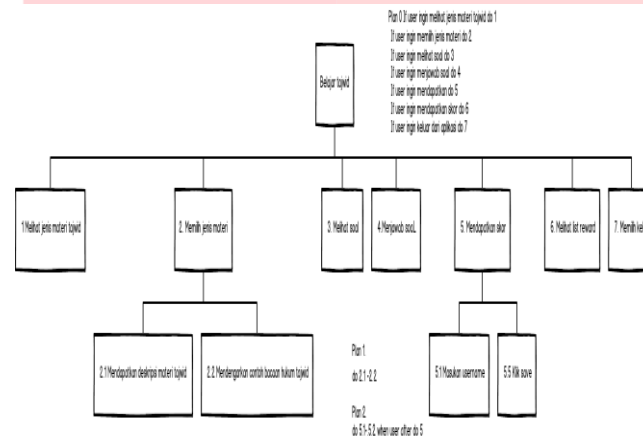 Plan 0 If user ingin melihat jenis materi tajwid do 1
If user ingin memilih jenis materi do 2
If user ingin melihat soal do 3
If user ingin menjawab soal do 4
If user ingin mendapatkan do 5
If user ingin mendapatkan skor do 6
If user ingin keluar dari aplikasi do 7
Belajar tajwid
1 Melihat jenis materi tajwid
2. Memilih jenis materi
3. Melihat soal
4.Menjawab soaL
5. Mendapatkan skor
6. Melihat list reward
7. Memilih kel
2.1 Mendapatkan deskripsi materi tajwid
2.2 Mendengarkan contoh bacaan hukum tajwid
5.1 Masukan username
5.5 Klik save
Plan 1
do 2.1 -2.2
Plan 2
do 5.1- 5.2 when user after do 5